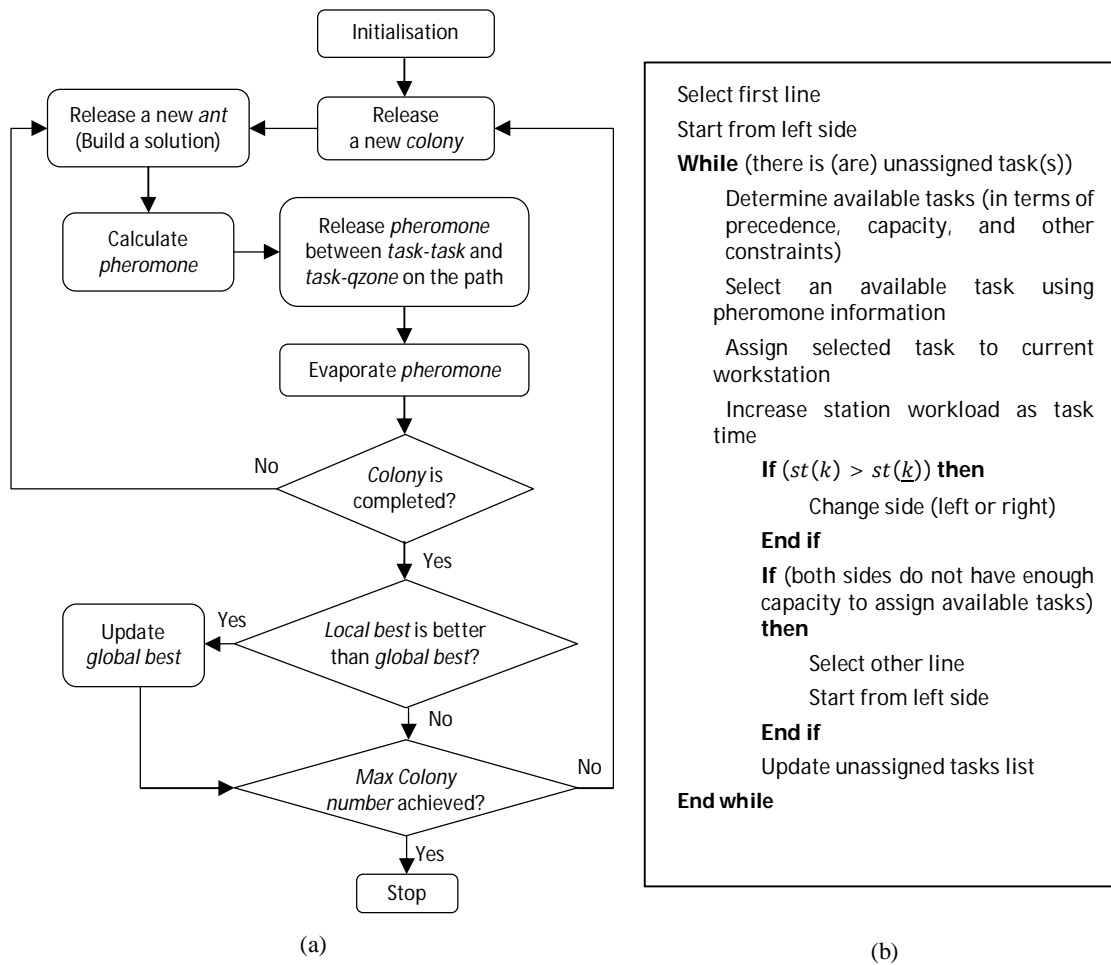 Initialisation
Release
a new colony
Release a new ant
(Build a solution)
Calculate
pheromone
Release pheromone
between task-task and
task-qzone on the path
Evaporate pheromone
Colony is
completed?
No
Yes
Local best is better
than global best?
Yes
Update
global best
No
Max Colony
number achieved?
No
Yes
Stop
(a)
Select first line
Start from left side
While (there is (are) unassigned task(s))
Determine available tasks (in terms of
precedence, capacity, and other
constraints)
Select an available task using
pheromone information
Assign selected task to current
workstation
Increase station workload as task
time
If (st(k) > st(k)) then
Change side (left or right)
End if
If (both sides do not have enough
capacity to assign available tasks)
then
Select other line
Start from left side
End if
Update unassigned tasks list
End while
(b)